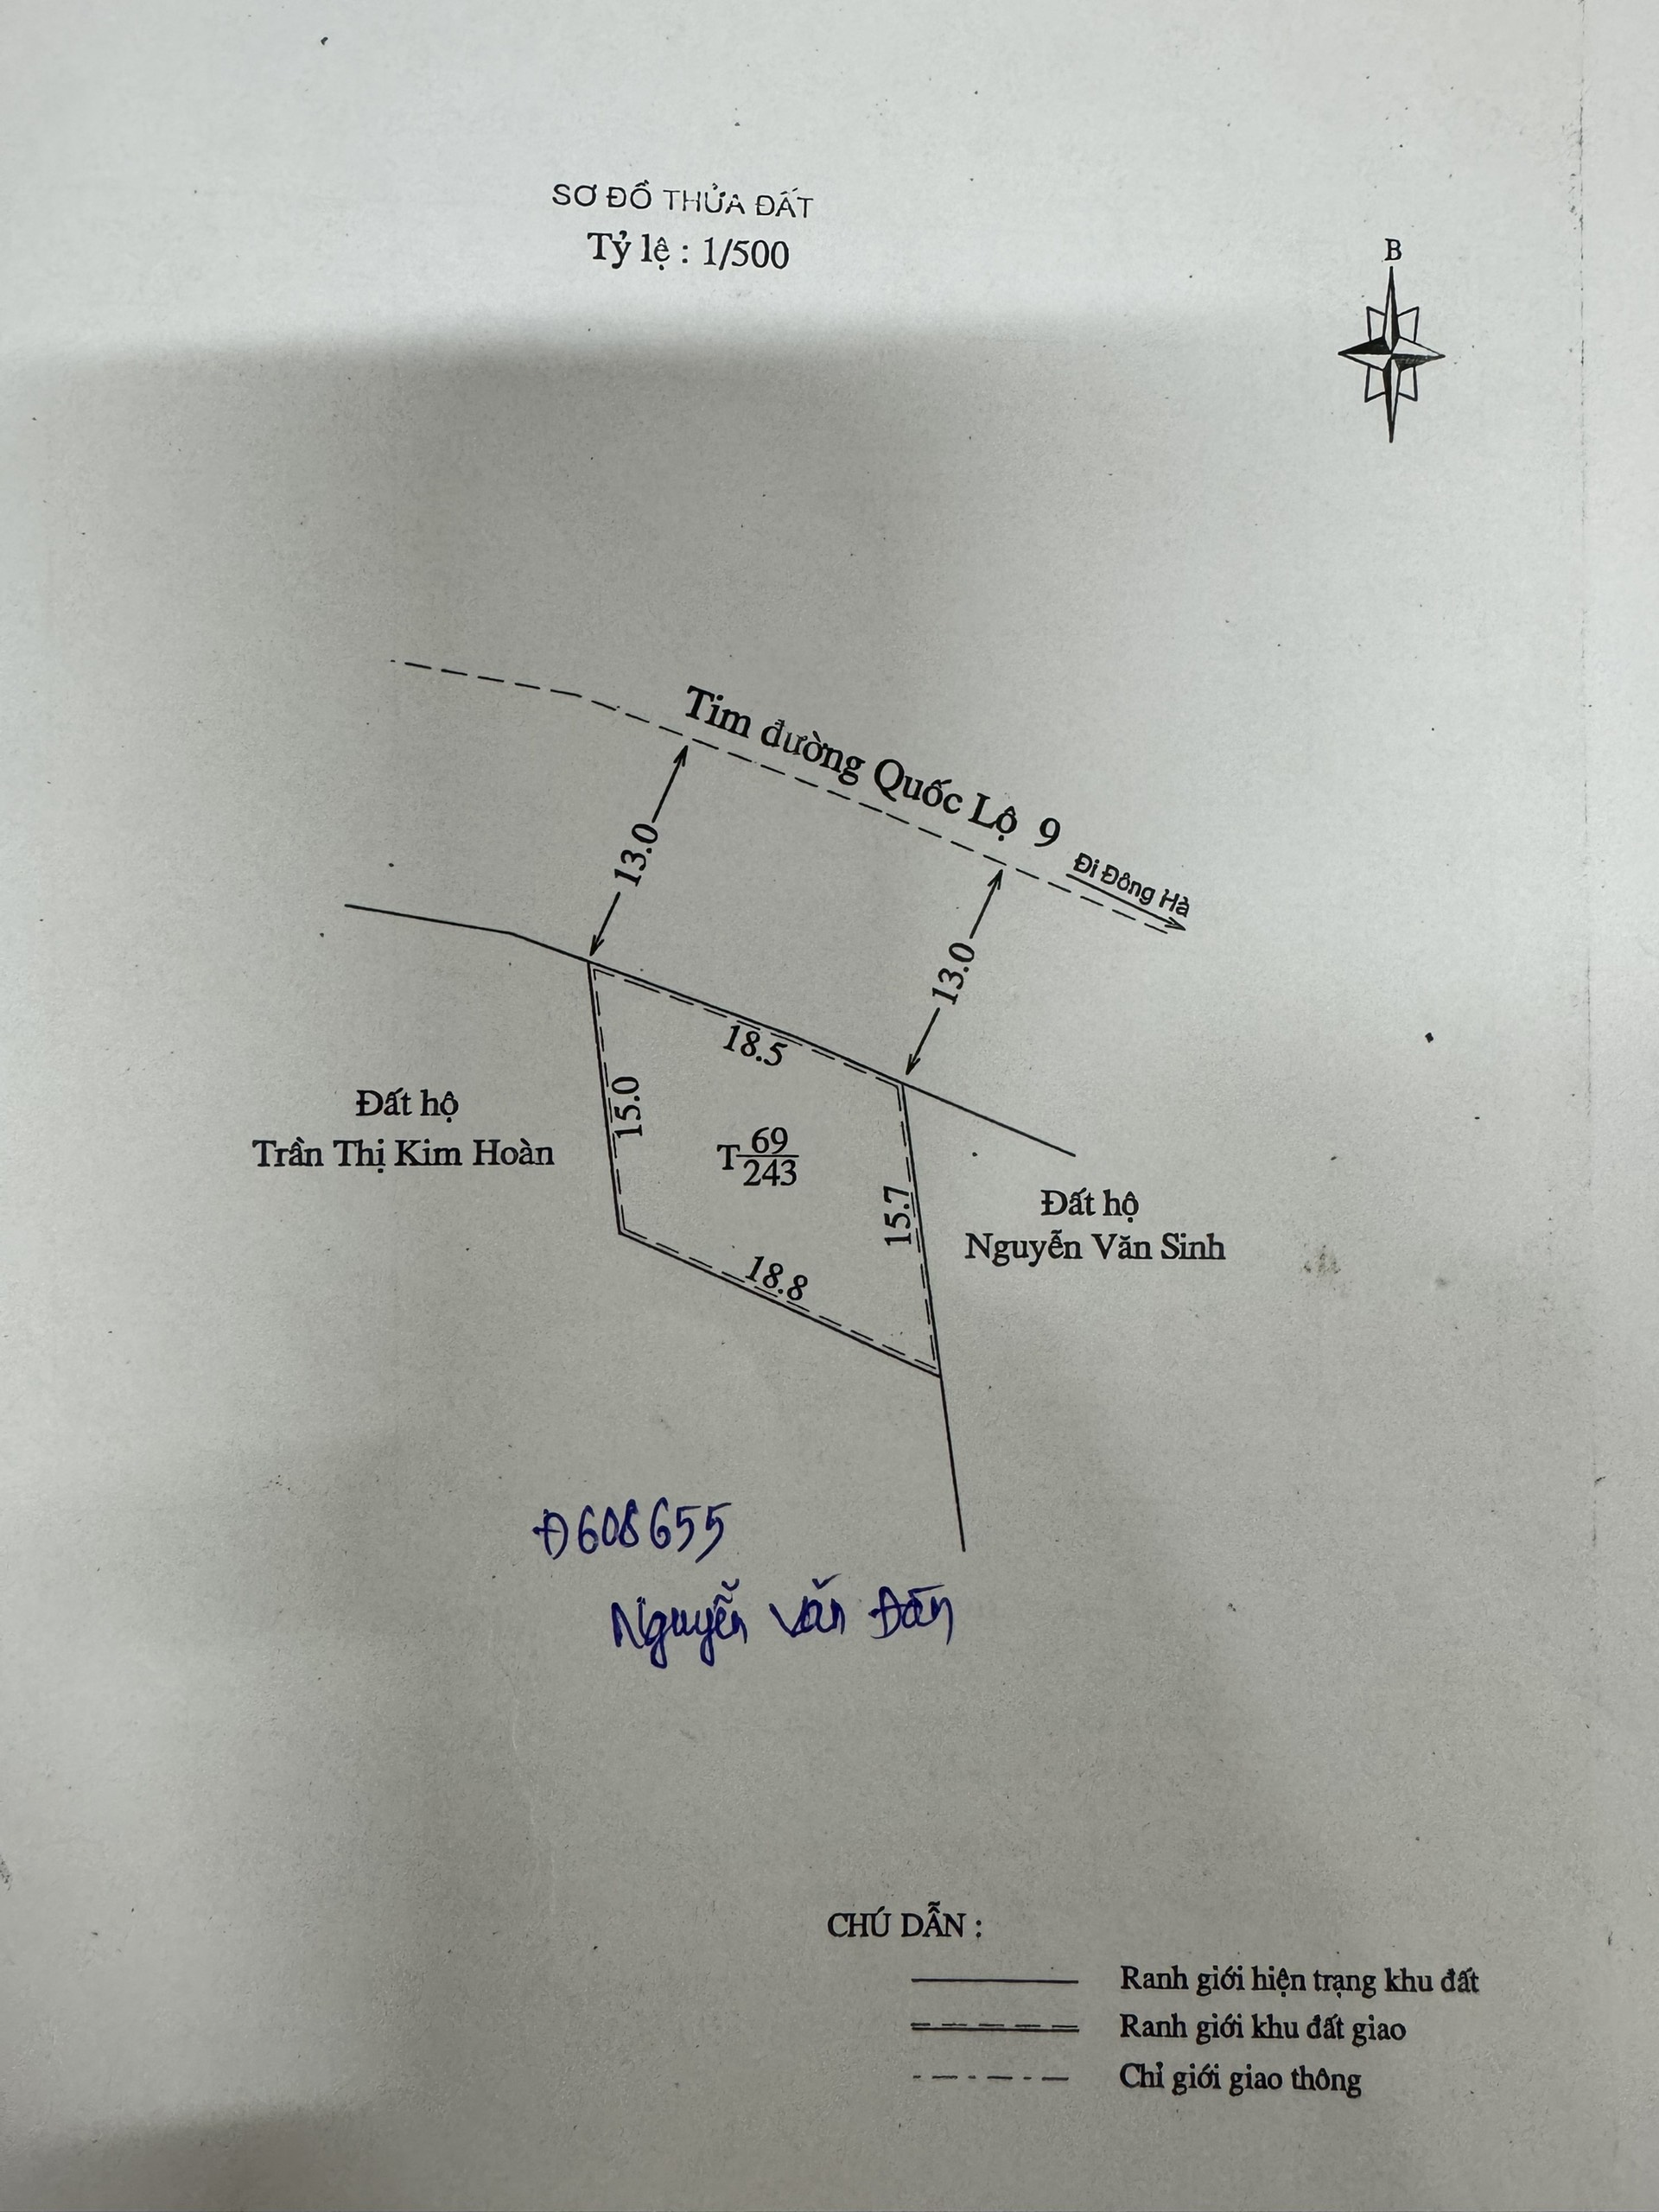 SƠ ĐỒ THỬA ĐẤT
Tỷ lệ : 1/500
B
Tim đường Quốc Lộ 9
Đi Đông Hà
13.0
13.0
18.5
15.0
Đất hộ
Trần Thị Kim Hoàn
T 69/243
15.7
Đất hộ
Nguyễn Văn Sinh
18.8
Đ608655
Nguyễn Văn Đán
CHÚ DẪN :
Ranh giới hiện trạng khu đất
Ranh giới khu đất giao
Chỉ giới giao thông